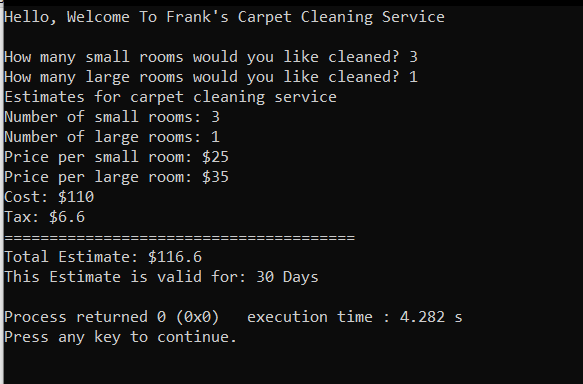 Hello, Welcome To Frank's Carpet Cleaning Service
How many small rooms would you like cleaned? 3
How many large rooms would you like cleaned? 1
Estimates for carpet cleaning service
Number of small rooms: 3
Number of large rooms: 1
Price per small room: $25
Price per large room: $35
Cost: $110
Tax: $6.6
=======================================
Total Estimate: $116.6
This Estimate is valid for: 30 Days
Process returned 0 (0x0)   execution time : 4.282 s
Press any key to continue.